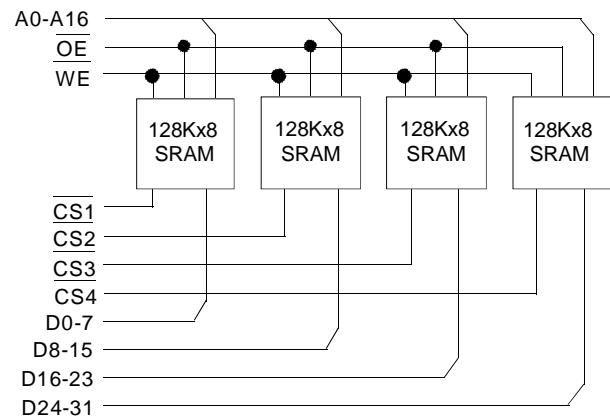 A0-A16
OE
WE
128Kx8
SRAM
128Kx8
SRAM
128Kx8
SRAM
128Kx8
SRAM
CS1
CS2
CS3
CS4
D0-7
D8-15
D16-23
D24-31